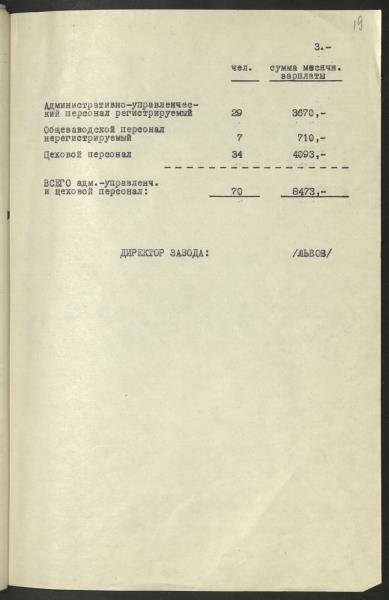 19
3.-
чел. сумма месячн.
зарплаты
Административно-управленчес-
кий персонал регистрируемый 29 3670,-
Общезаводской персонал
нерегистрируемый 7 710,-
Цеховой персонал 34 4093,-
ВСЕГО адм.-управленч.
и цеховой персонал: 70 8473,-
ДИРЕКТОР ЗАВОДА: /ЛЬВОВ/